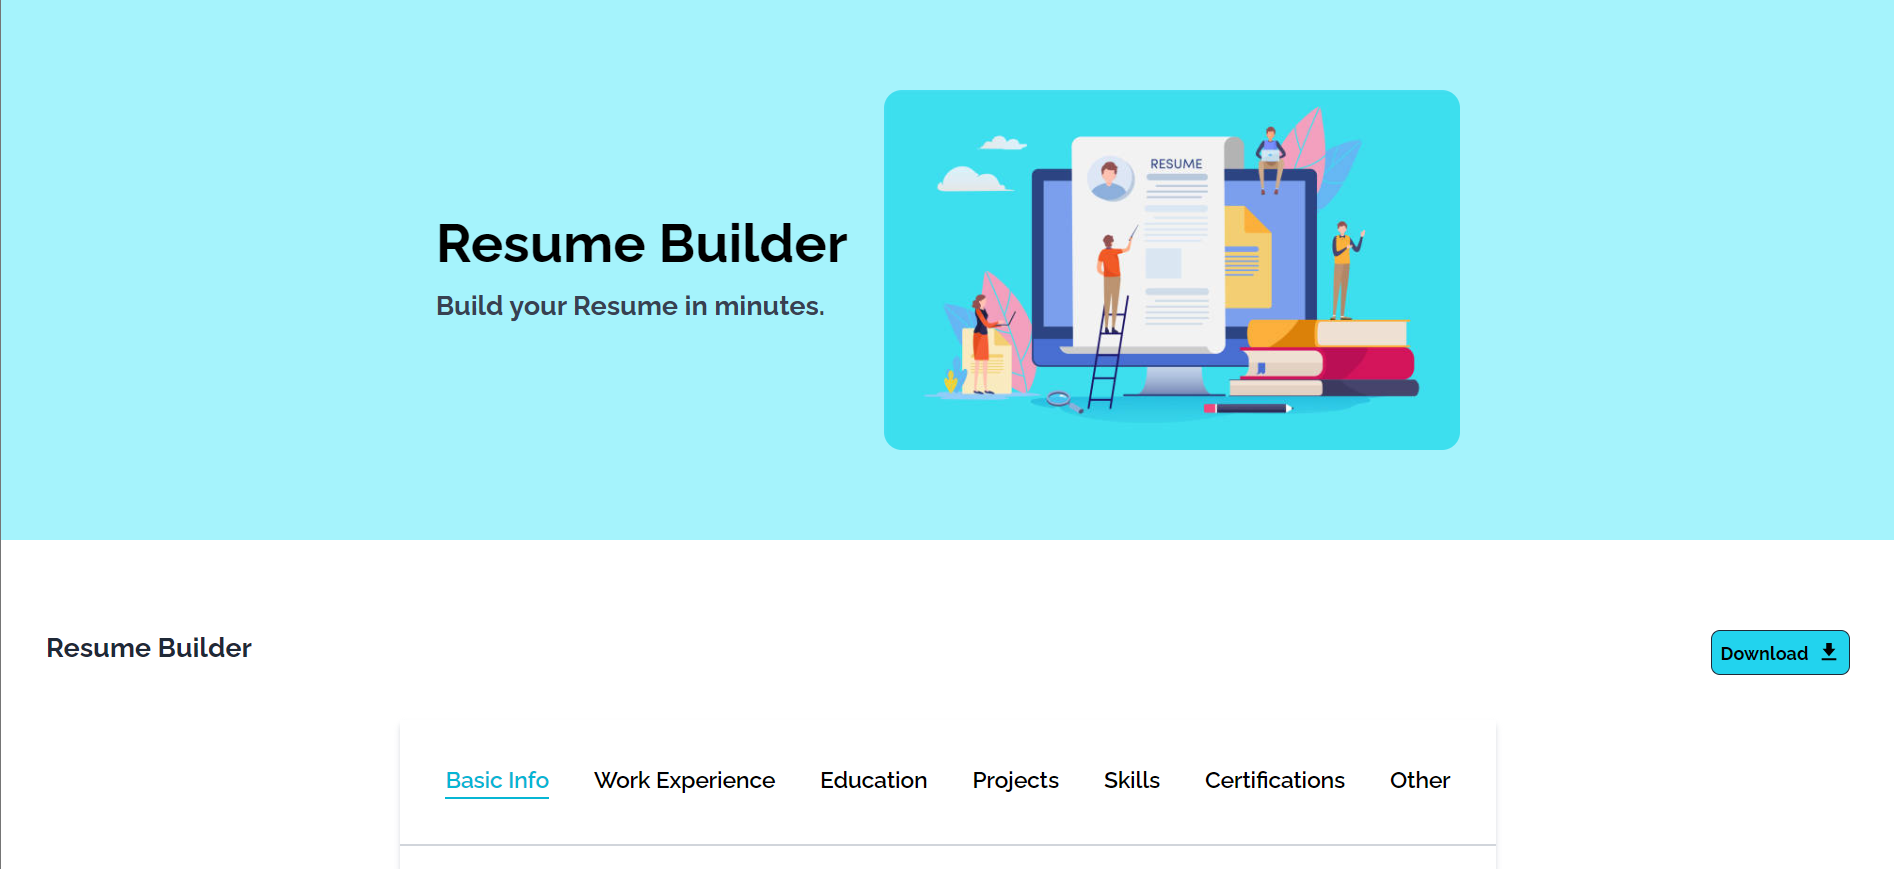 Resume Builder
Build your Resume in minutes.
RESUME
Resume Builder
Download
Basic Info Work Experience Education Projects Skills Certifications Other